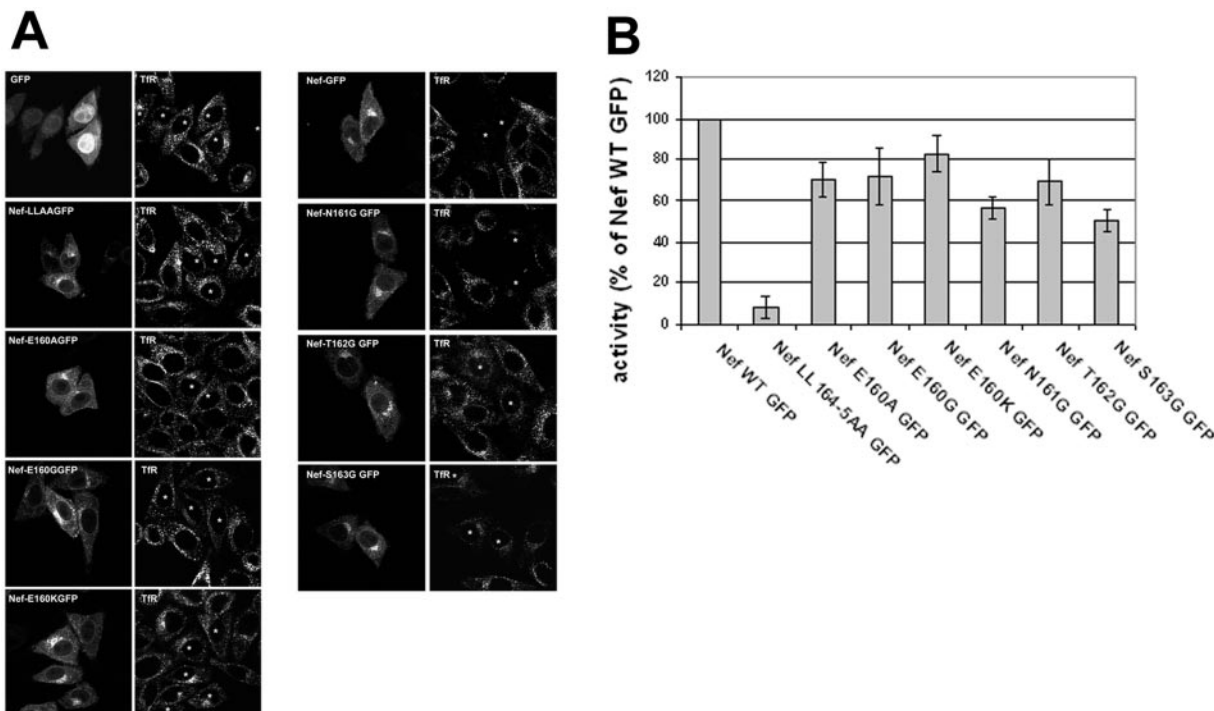 A
GFP
TfR
Nef-LLAAGFP
TfR
Nef-E160AGFP
TfR
Nef-E160GGFP
TfR
Nef-E160KGFP
TfR
Nef-GFP
TfR
Nef-N161G GFP
TfR
Nef-T162G GFP
TfR
Nef-S163G GFP
TfR
B
activity (% of Nef WT GFP)
120
100
80
60
40
20
0
Nef WT GFP
Nef LL 164-5AA GFP
Nef E160A GFP
Nef E160G GFP
Nef E160K GFP
Nef N161G GFP
Nef T162G GFP
Nef S163G GFP